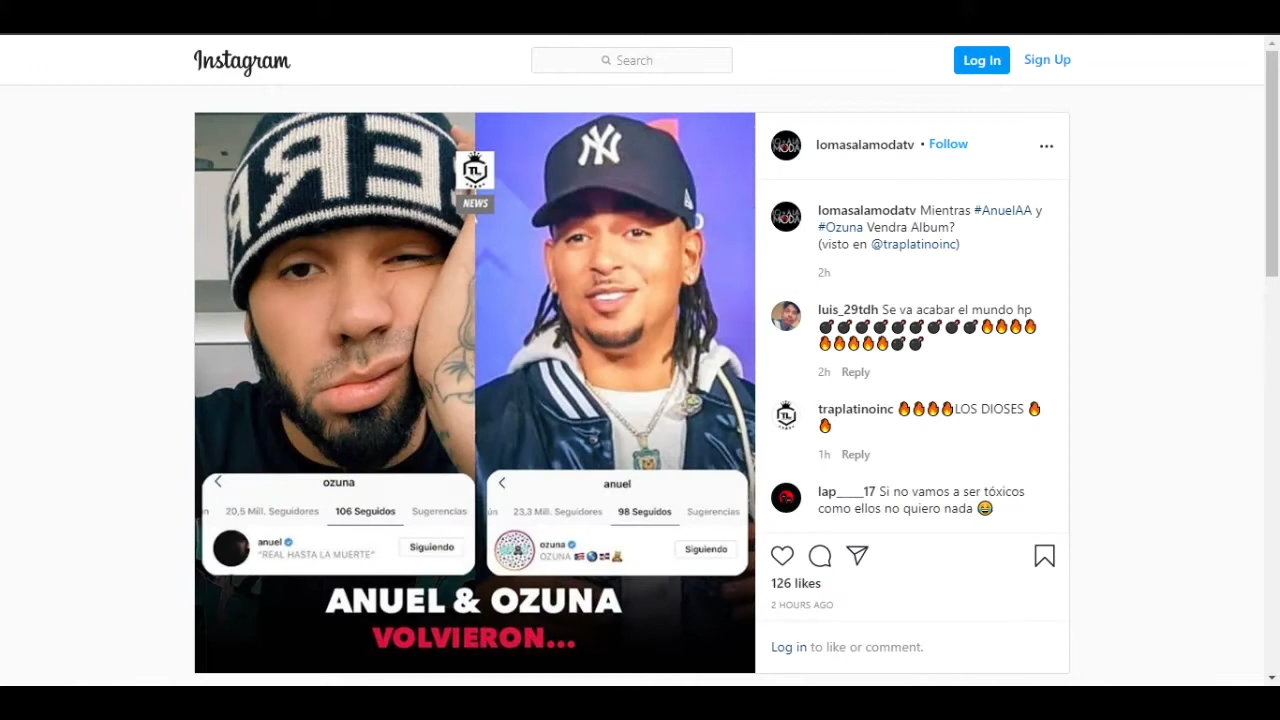 Instagram
Search
Log In
Sign Up
ERA
TL
NEWS
ozuna
20,5 Mill. Seguidores
106 Seguidos
Sugerencias
anuel
"REAL HASTA LA MUERTE"
Siguiendo
anuel
23,3 Mill. Seguidores
98 Seguidos
Sugerencias
ozuna
OZUNA 🇵🇷🌎🇩🇴🧸
Siguiendo
ANUEL & OZUNA
VOLVIERON...
lomasalamodatv • Follow
lomasalamodatv Mientras #AnuelAA y
#Ozuna Vendra Album?
(visto en @traplatinoinc)
2h
luis_29tdh Se va acabar el mundo hp
💣💣💣💣💣💣💣💣💣🔥🔥🔥
🔥🔥🔥🔥💣💣
2h Reply
traplatinoinc 🔥🔥🔥🔥LOS DIOSES 🔥
🔥
1h Reply
lap____17 Si no vamos a ser tóxicos
como ellos no quiero nada 😂
126 likes
2 HOURS AGO
Log in to like or comment.